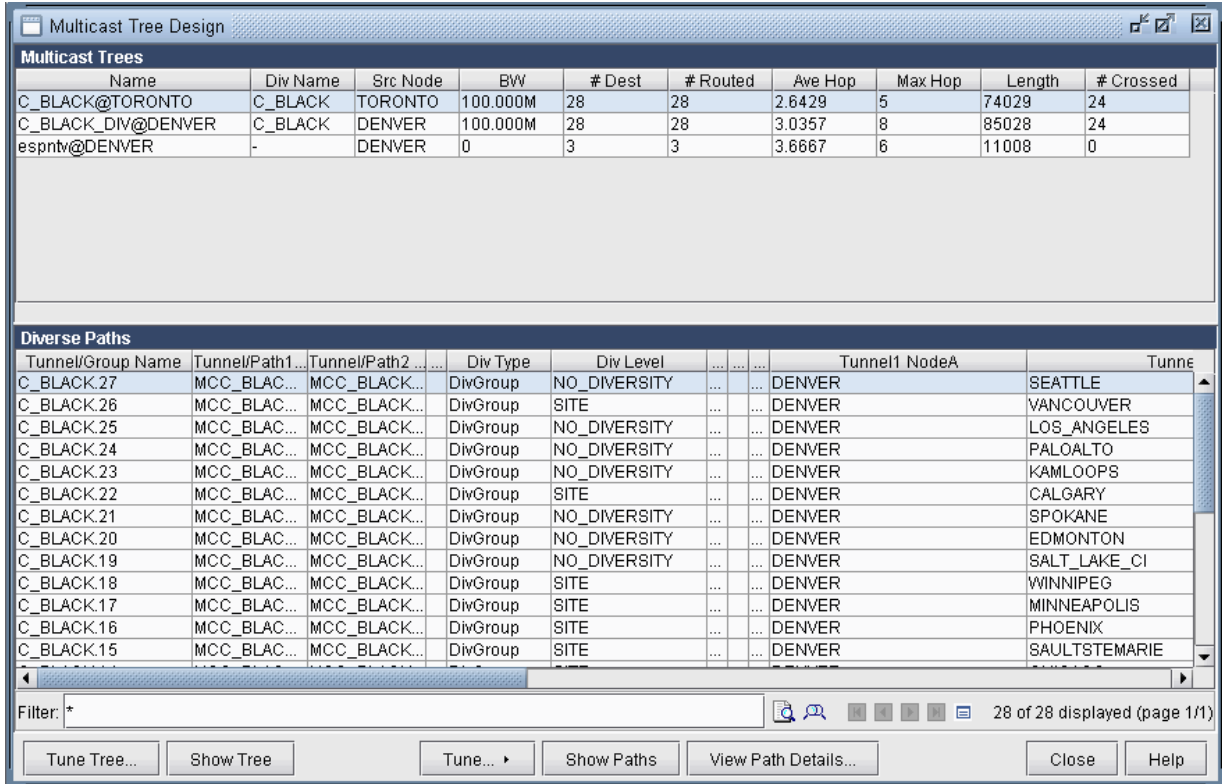 Multicast Tree Design
Multicast Trees
Name Div Name Src Node BW # Dest # Routed Ave Hop Max Hop Length # Crossed
C_BLACK@TORONTO C_BLACK TORONTO 100.000M 28 28 2.6429 5 74029 24
C_BLACK_DIV@DENVER C_BLACK DENVER 100.000M 28 28 3.0357 8 85028 24
espntv@DENVER - DENVER 0 3 3 3.6667 6 11008 0
Diverse Paths
Tunnel/Group Name Tunnel/Path1... Tunnel/Path2 ... ... Div Type Div Level ... ... ... Tunnel1 NodeA Tunne
C_BLACK.27 MCC_BLAC... MCC_BLACK... DivGroup NO_DIVERSITY ... ... DENVER SEATTLE
C_BLACK.26 MCC_BLAC... MCC_BLACK... DivGroup SITE ... ... DENVER VANCOUVER
C_BLACK.25 MCC_BLAC... MCC_BLACK... DivGroup NO_DIVERSITY ... ... DENVER LOS_ANGELES
C_BLACK.24 MCC_BLAC... MCC_BLACK... DivGroup NO_DIVERSITY ... ... DENVER PALOALTO
C_BLACK.23 MCC_BLAC... MCC_BLACK... DivGroup NO_DIVERSITY ... ... DENVER KAMLOOPS
C_BLACK.22 MCC_BLAC... MCC_BLACK... DivGroup SITE ... ... DENVER CALGARY
C_BLACK.21 MCC_BLAC... MCC_BLACK... DivGroup NO_DIVERSITY ... ... DENVER SPOKANE
C_BLACK.20 MCC_BLAC... MCC_BLACK... DivGroup NO_DIVERSITY ... ... DENVER EDMONTON
C_BLACK.19 MCC_BLAC... MCC_BLACK... DivGroup NO_DIVERSITY ... ... DENVER SALT_LAKE_CI
C_BLACK.18 MCC_BLAC... MCC_BLACK... DivGroup SITE ... ... DENVER WINNIPEG
C_BLACK.17 MCC_BLAC... MCC_BLACK... DivGroup SITE ... ... DENVER MINNEAPOLIS
C_BLACK.16 MCC_BLAC... MCC_BLACK... DivGroup SITE ... ... DENVER PHOENIX
C_BLACK.15 MCC_BLAC... MCC_BLACK... DivGroup SITE ... ... DENVER SAULTSTEMARIE
Filter: * 28 of 28 displayed (page 1/1)
Tune Tree... Show Tree Tune... Show Paths View Path Details... Close Help